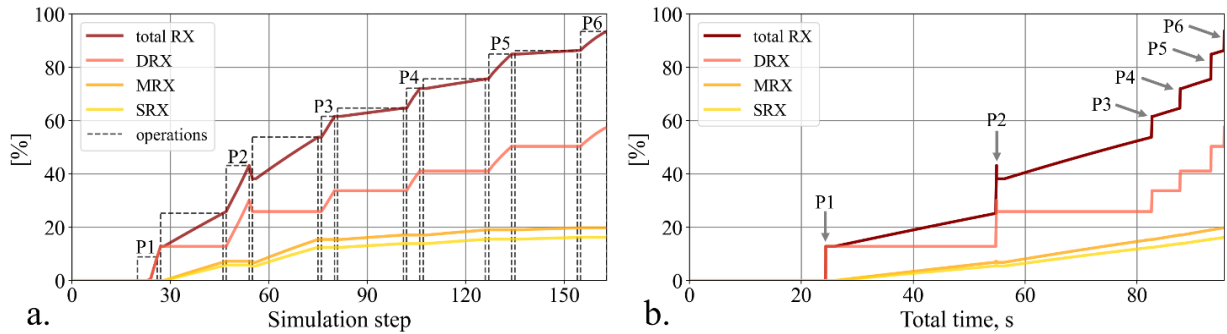 100
80
60
40
20
0
[%]
total RX
DRX
MRX
SRX
operations
P1
P2
P3
P4
P5
P6
0 30 60 90 120 150
a.
Simulation step
100
80
60
40
20
0
[%]
total RX
DRX
MRX
SRX
P1
P2
P3
P4
P5
P6
0 20 40 60 80
b.
Total time, s